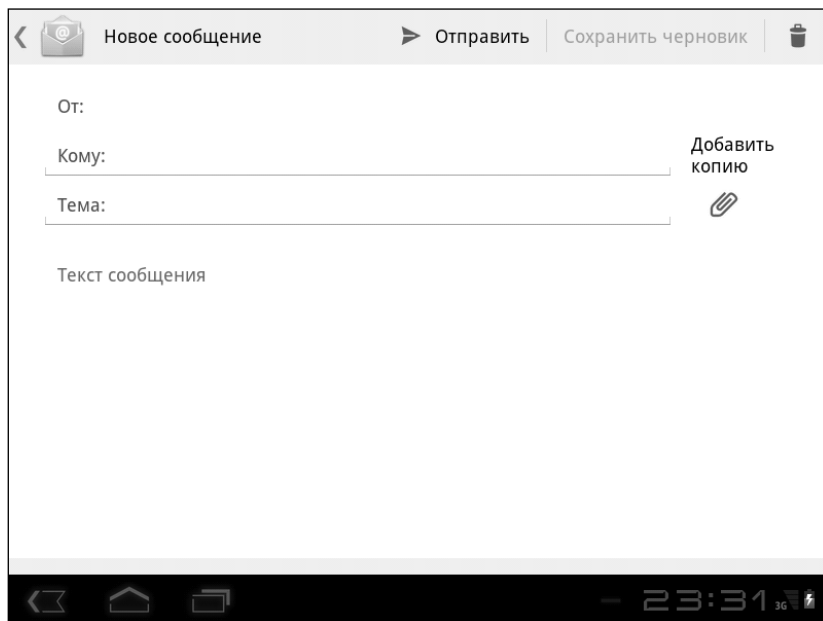 Новое сообщение
Отправить
Сохранить черновик
От:
Кому:
Добавить
копию
Тема:
Текст сообщения
23:31
3G